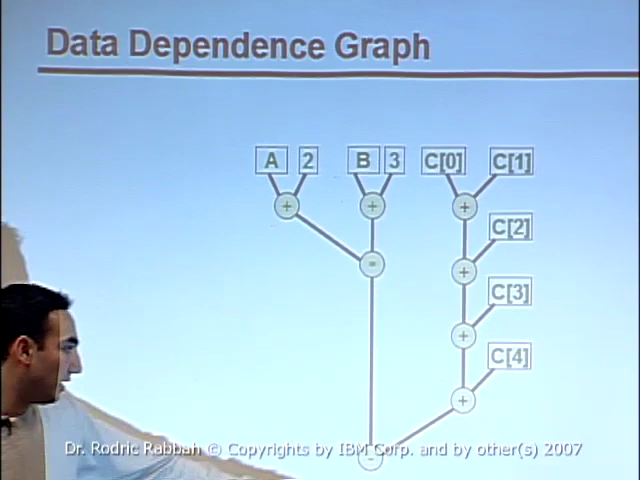 Data Dependence Graph
A 2 B 3 C[0] C[1]
+ + +
C[2]
+
C[3]
+
C[4]
+
Dr. Rodric Rabbah © Copyrights by IBM Corp. and by other(s) 2007